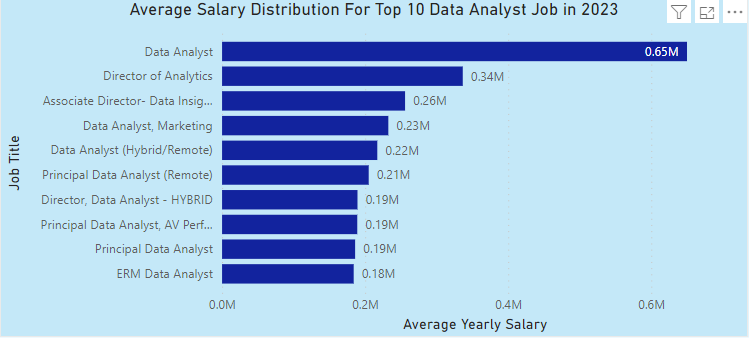 Average Salary Distribution For Top 10 Data Analyst Job in 2023
Job Title
Data Analyst 0.65M
Director of Analytics 0.34M
Associate Director- Data Insig... 0.26M
Data Analyst, Marketing 0.23M
Data Analyst (Hybrid/Remote) 0.22M
Principal Data Analyst (Remote) 0.21M
Director, Data Analyst - HYBRID 0.19M
Principal Data Analyst, AV Perf... 0.19M
Principal Data Analyst 0.19M
ERM Data Analyst 0.18M
0.0M 0.2M 0.4M 0.6M
Average Yearly Salary